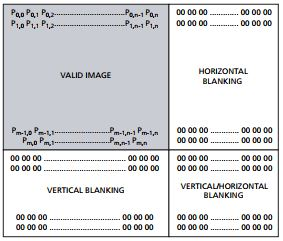 P0,0 P0,1 P0,2.....................................P0,n-1 P0,n
P1,0 P1,1 P1,2.....................................P1,n-1 P1,n
VALID IMAGE
Pm-1,0 Pm-1,1.....................................Pm-1,n-1 Pm-1,n
Pm,0 Pm,1.....................................Pm,n-1 Pm,n
00 00 00 .................. 00 00 00
00 00 00 .................. 00 00 00
HORIZONTAL
BLANKING
00 00 00 .................. 00 00 00
00 00 00 .................. 00 00 00
00 00 00 ..................................... 00 00 00
00 00 00 ..................................... 00 00 00
VERTICAL BLANKING
00 00 00 ..................................... 00 00 00
00 00 00 ..................................... 00 00 00
00 00 00 .................. 00 00 00
00 00 00 .................. 00 00 00
VERTICAL/HORIZONTAL
BLANKING
00 00 00 .................. 00 00 00
00 00 00 .................. 00 00 00